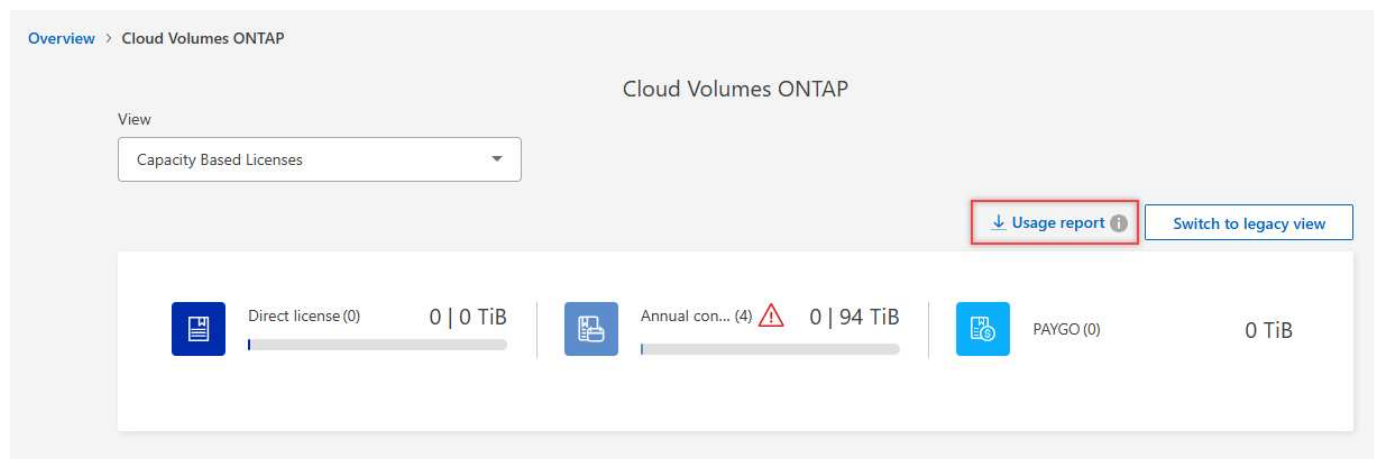 Overview > Cloud Volumes ONTAP
Cloud Volumes ONTAP
View
Capacity Based Licenses
Usage report
Switch to legacy view
Direct license (0) 0 | 0 TiB
Annual con... (4) 0 | 94 TiB
PAYGO (0) 0 TiB